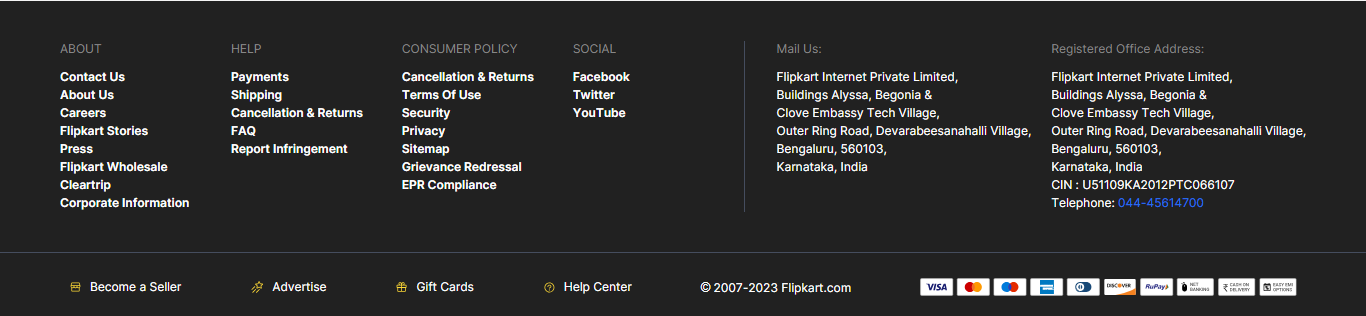 ABOUT
Contact Us
About Us
Careers
Flipkart Stories
Press
Flipkart Wholesale
Cleartrip
Corporate Information
HELP
Payments
Shipping
Cancellation & Returns
FAQ
Report Infringement
CONSUMER POLICY
Cancellation & Returns
Terms Of Use
Security
Privacy
Sitemap
Grievance Redressal
EPR Compliance
SOCIAL
Facebook
Twitter
YouTube
Mail Us:
Flipkart Internet Private Limited,
Buildings Alyssa, Begonia &
Clove Embassy Tech Village,
Outer Ring Road, Devarabeesanahalli Village,
Bengaluru, 560103,
Karnataka, India
Registered Office Address:
Flipkart Internet Private Limited,
Buildings Alyssa, Begonia &
Clove Embassy Tech Village,
Outer Ring Road, Devarabeesanahalli Village,
Bengaluru, 560103,
Karnataka, India
CIN : U51109KA2012PTC066107
Telephone: 044-45614700
Become a Seller
Advertise
Gift Cards
Help Center
© 2007-2023 Flipkart.com
VISA
DISCOVER
RuPay
NET
BANKING
CASH ON
DELIVERY
EASY EMI
OPTIONS